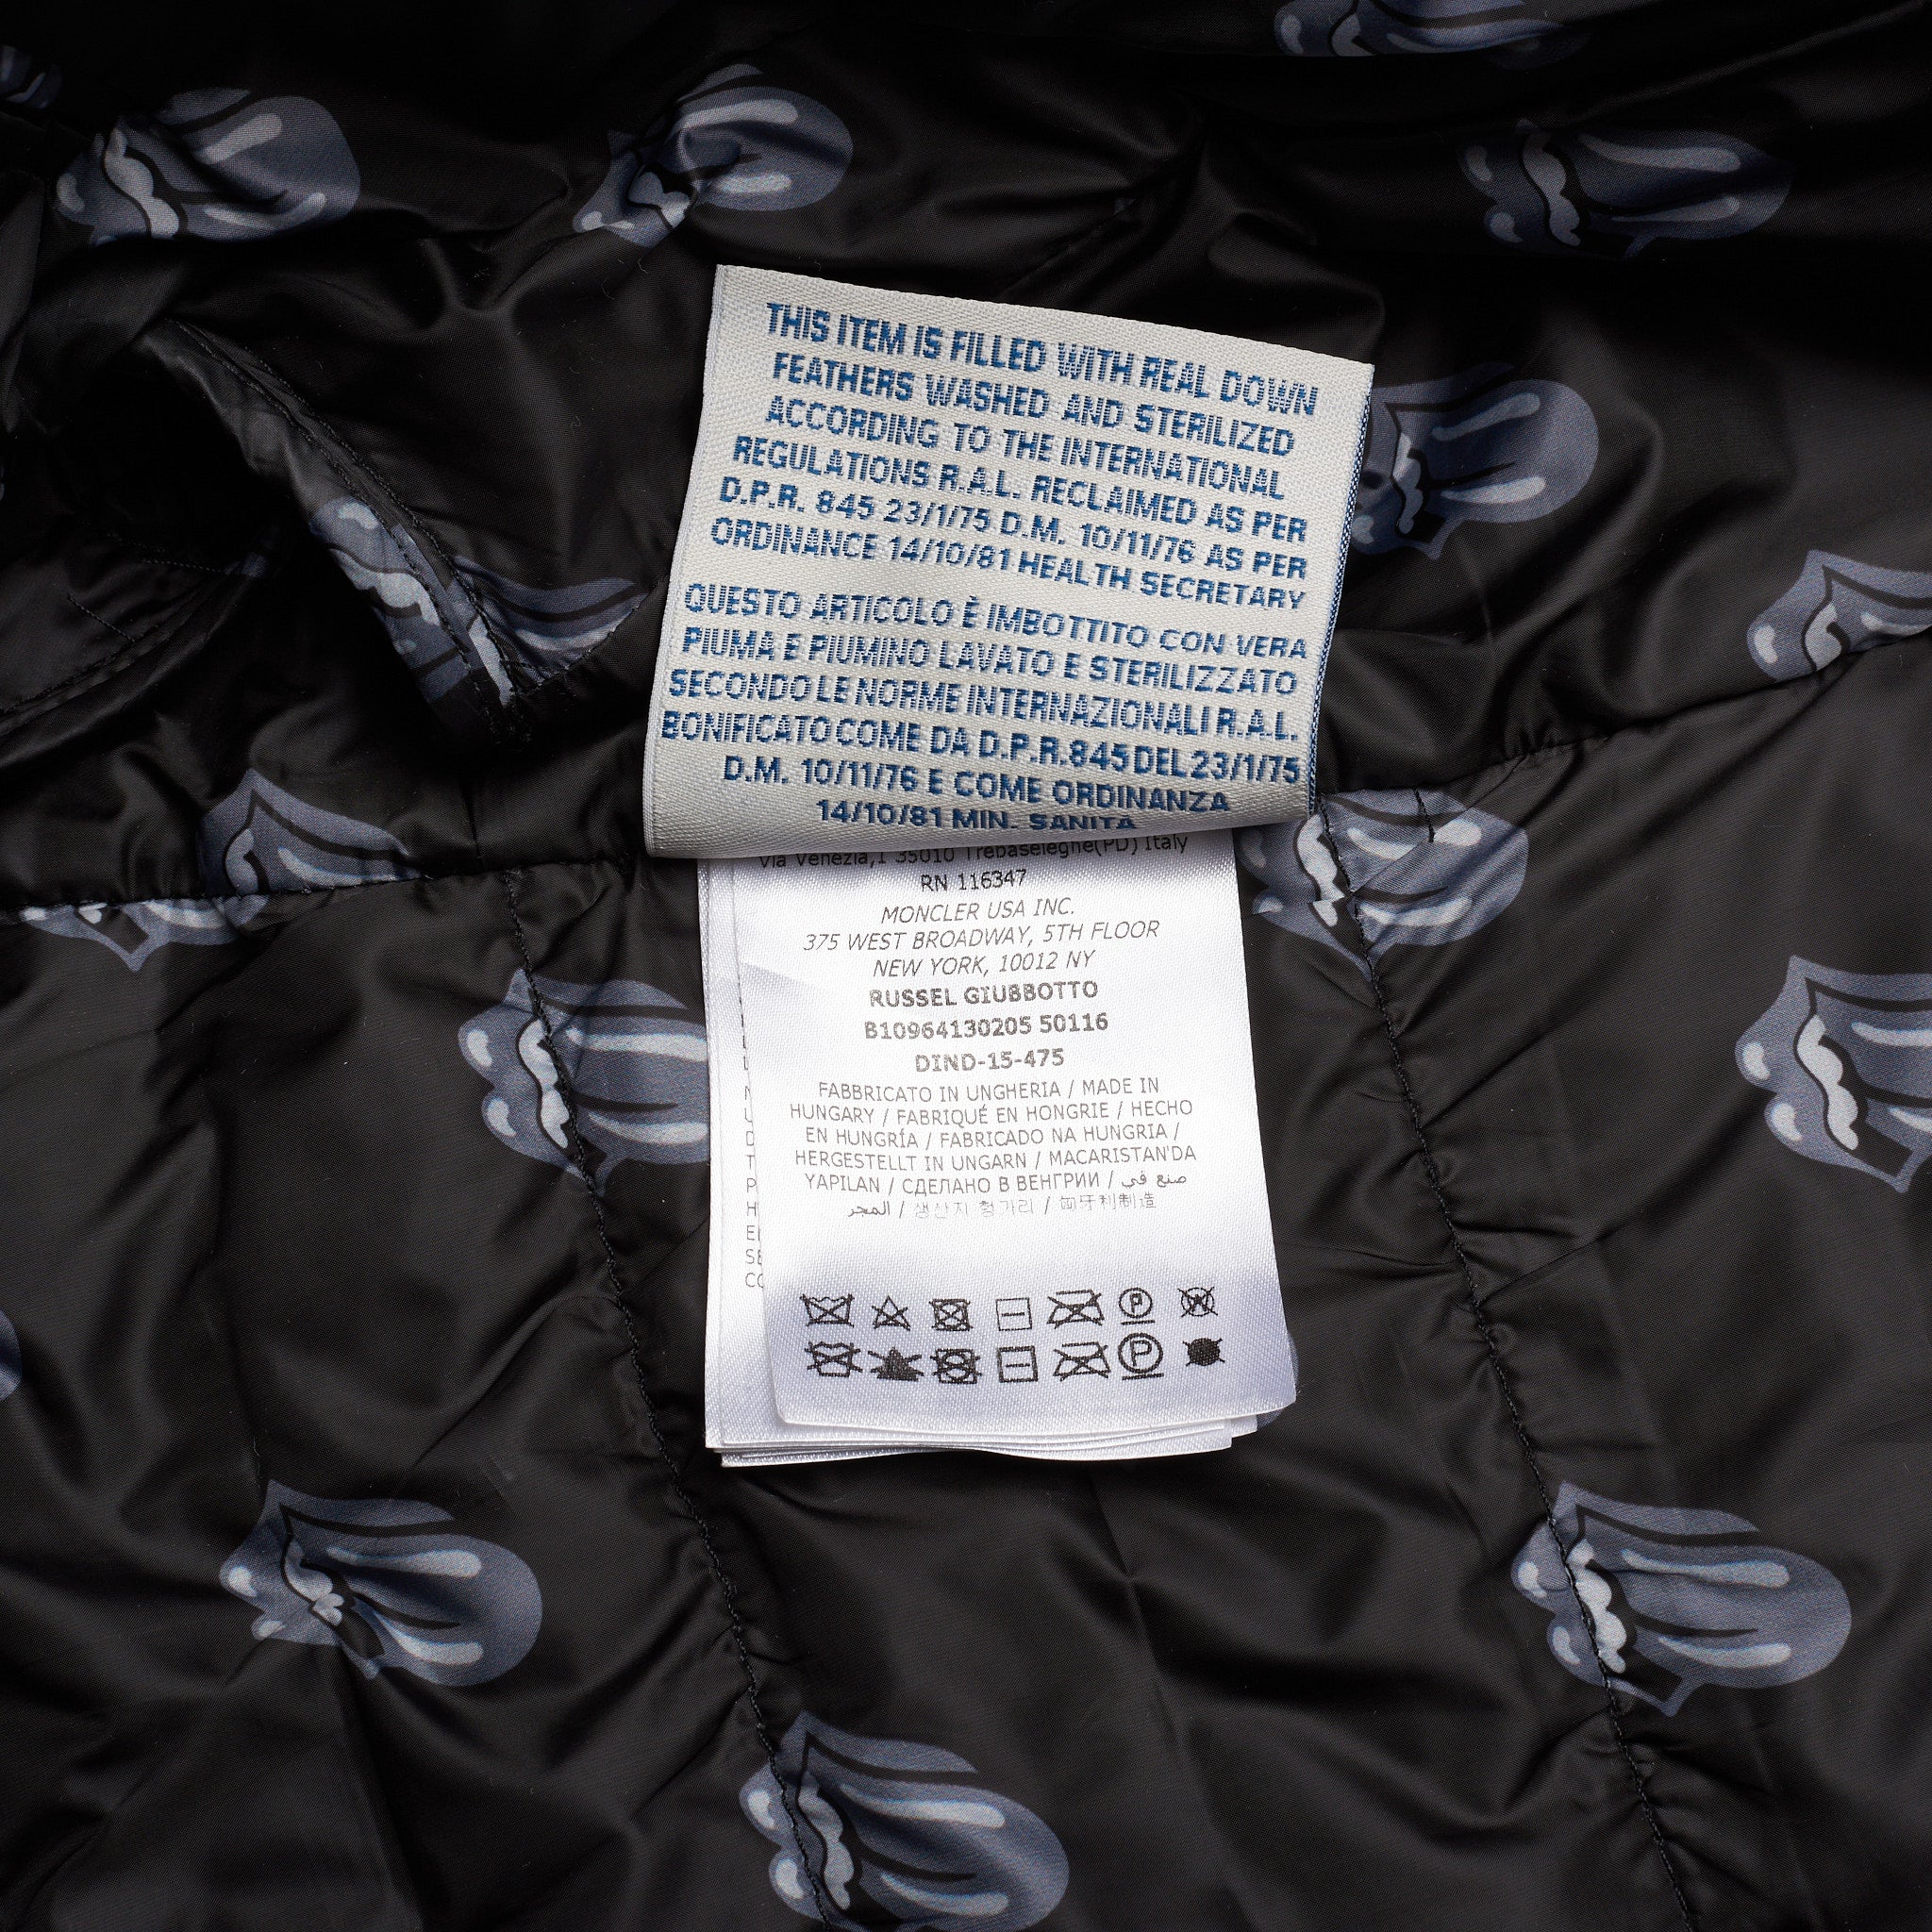 THIS ITEM IS FILLED WITH REAL DOWN
FEATHERS WASHED AND STERILIZED
ACCORDING TO THE INTERNATIONAL
REGULATIONS R.A.L. RECLAIMED AS PER
D.P.R. 845 23/1/75 D.M. 10/11/76 AS PER
ORDINANCE 14/10/81 HEALTH SECRETARY
QUESTO ARTICOLO È IMBOTTITO CON VERA
PIUMA E PIUMINO LAVATO E STERILIZZATO
SECONDO LE NORME INTERNAZIONALI R.A.L.
BONIFICATO COME DA D.P.R.845 DEL 23/1/75
D.M. 10/11/76 E COME ORDINANZA
14/10/81 MIN. SANITA
Via Venezia,1 35010 Trebaseleghe(PD) Italy
RN 116347
MONCLER USA INC.
375 WEST BROADWAY, 5TH FLOOR
NEW YORK, 10012 NY
RUSSEL GIUBBOTTO
B10964130205 50116
DIND-15-475
FABBRICATO IN UNGHERIA / MADE IN
HUNGARY / FABRIQUÉ EN HONGRIE / HECHO
EN HUNGRÍA / FABRICADO NA HUNGRIA /
HERGESTELLT IN UNGARN / MACARISTAN'DA
YAPILAN / СДЕЛАНО В ВЕНГРИИ / صنع في
المجر / 생산지 헝가리 / 匈牙利制造